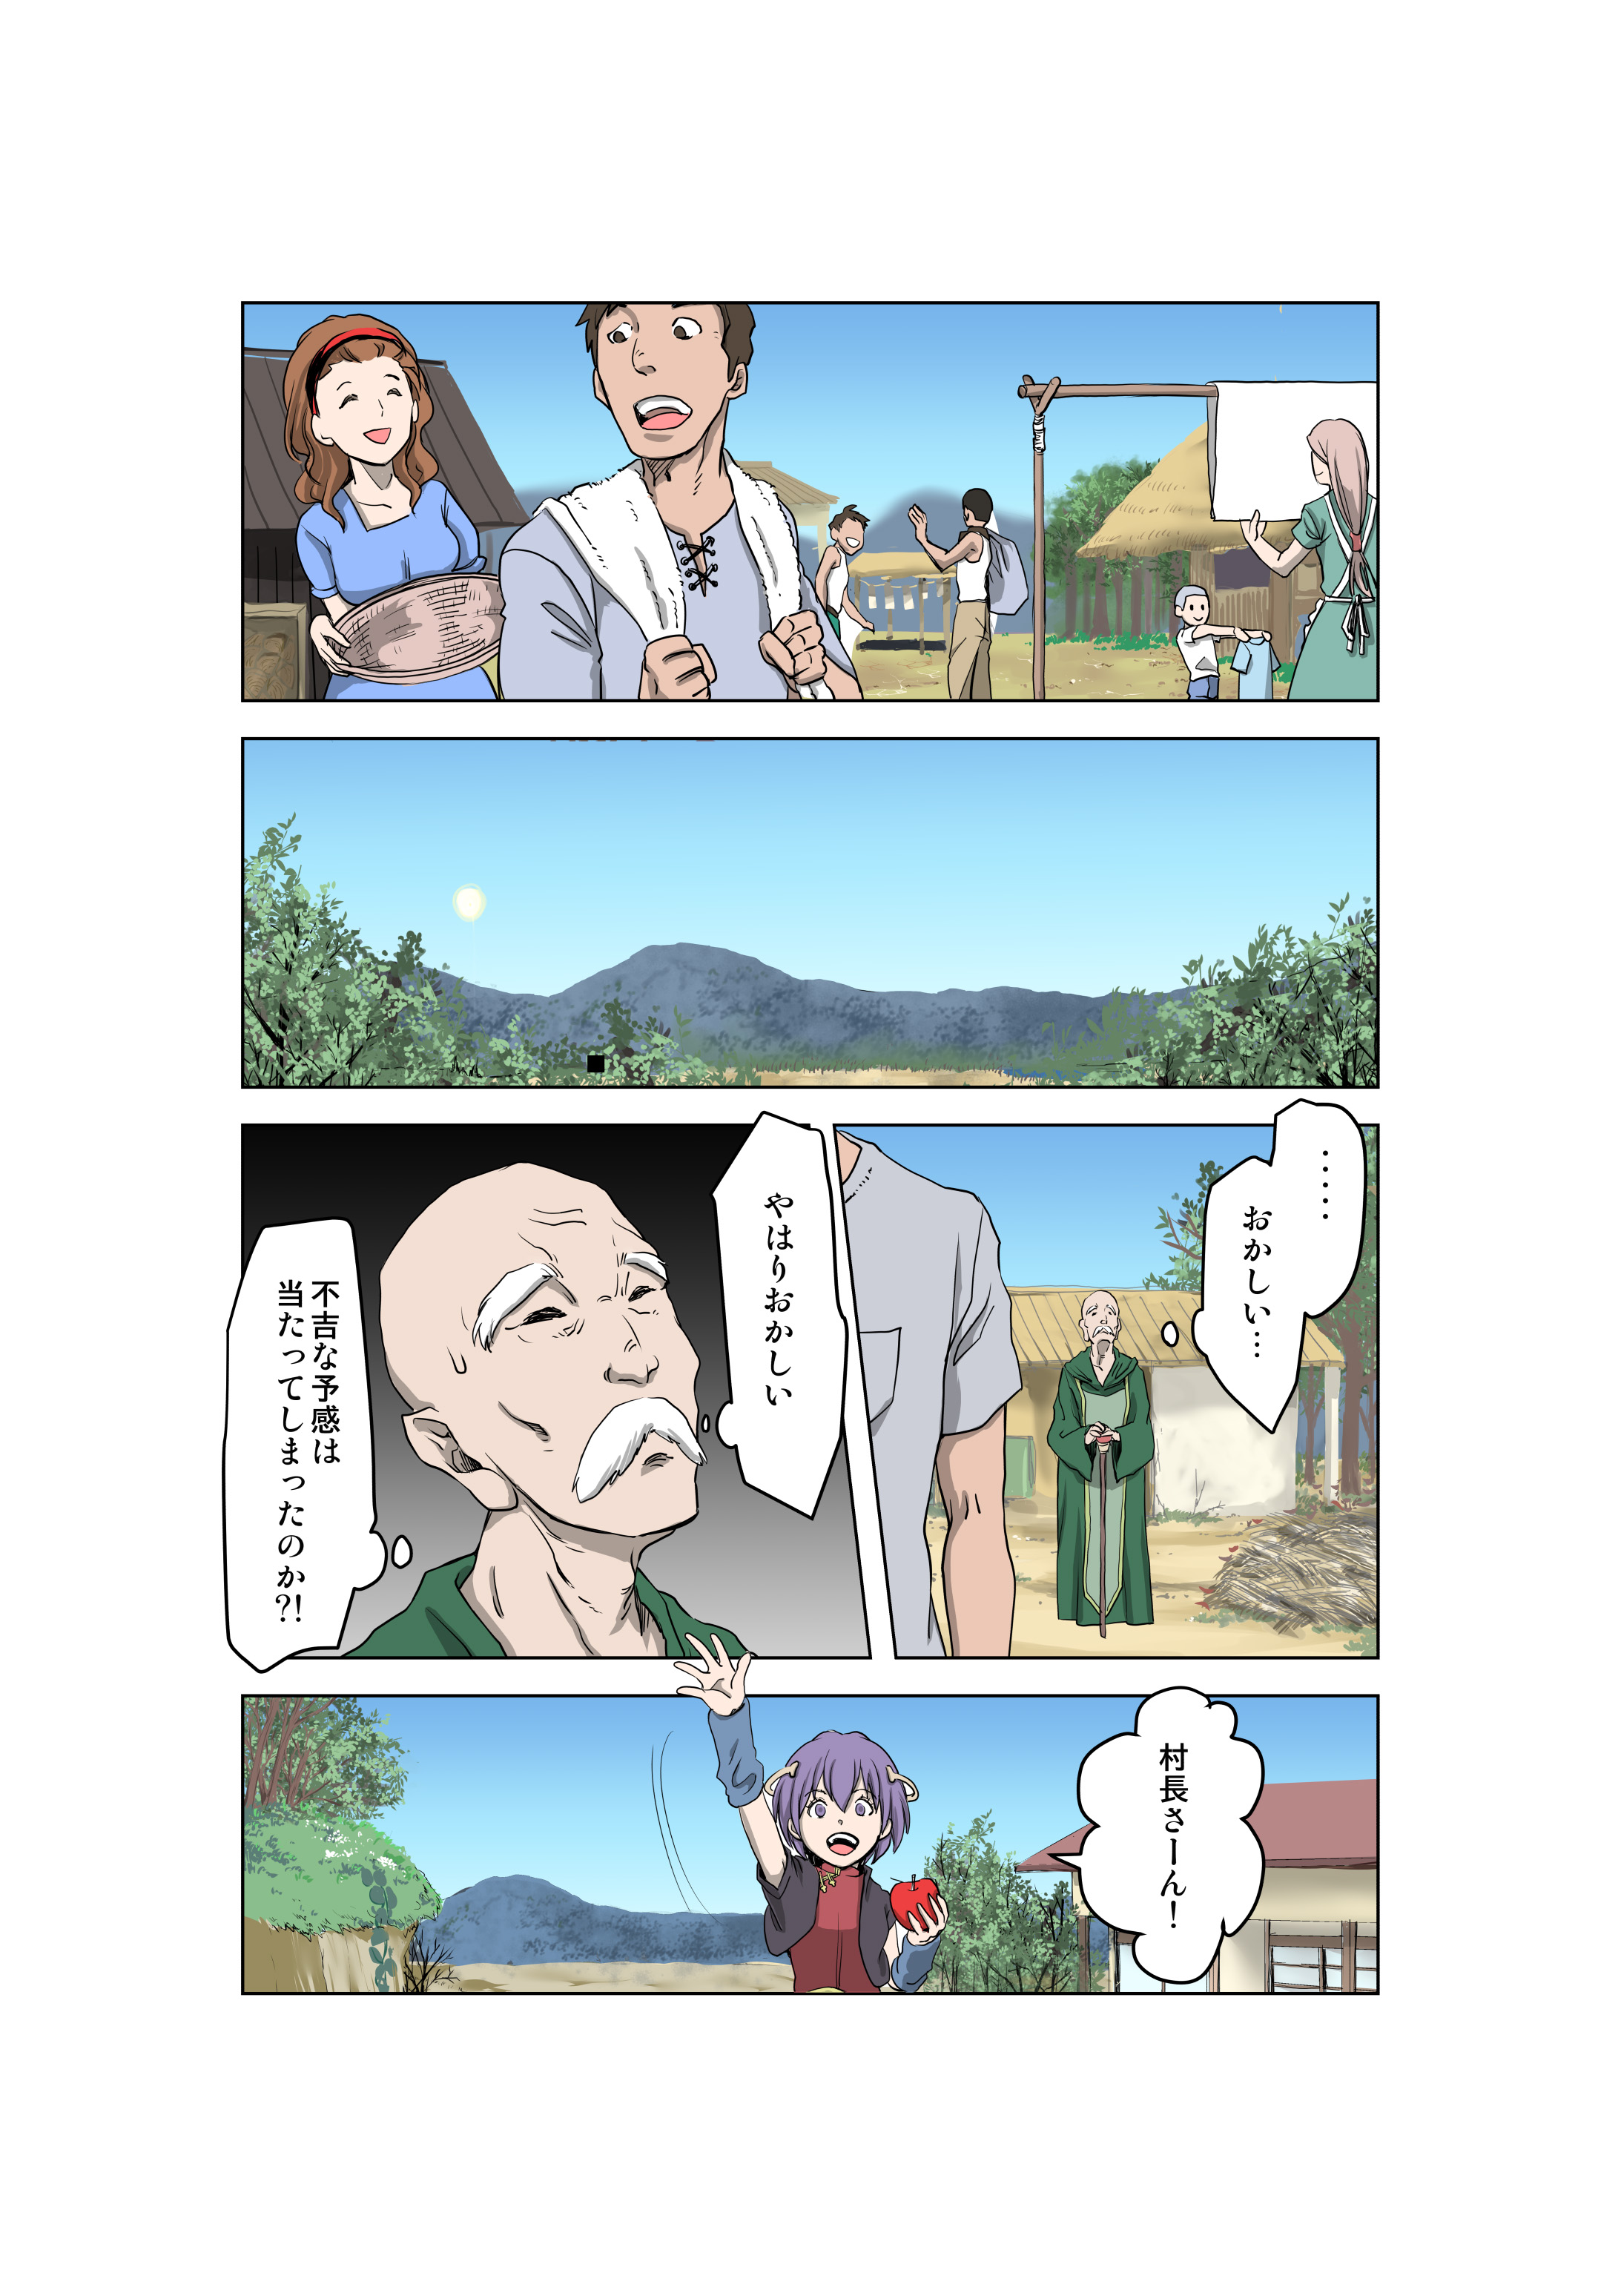 ……
おかしい…
やはりおかしい
不吉な予感は
当たってしまったのか?!
村長さーん!